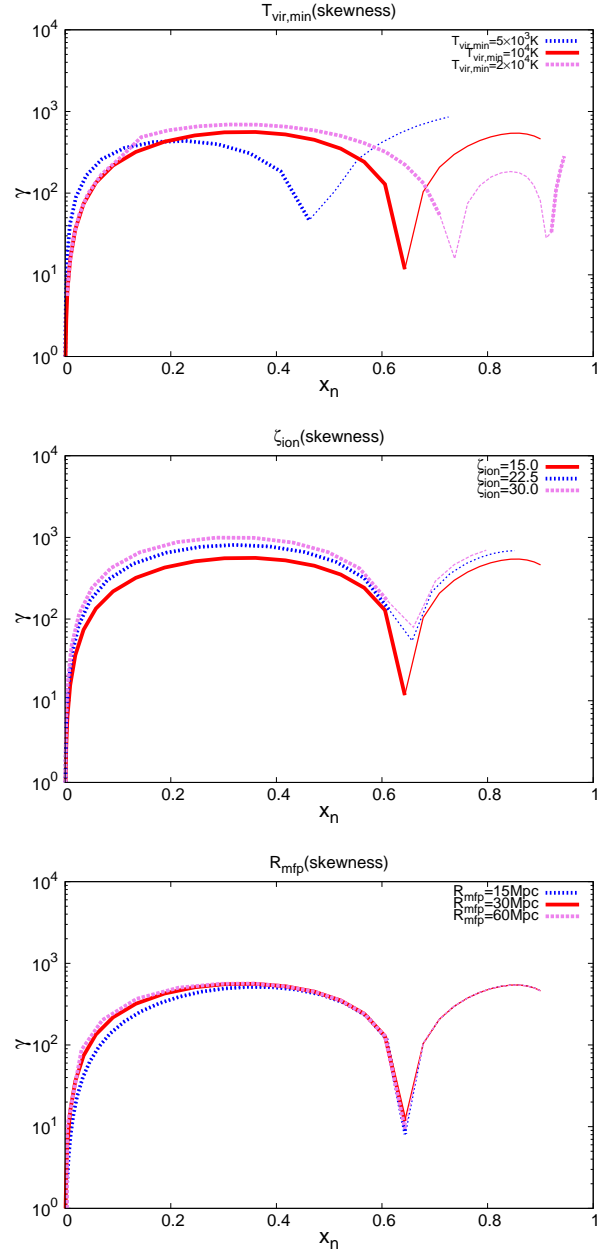 T_vir,min(skewness)
T_vir,min=5×10^3K
T_vir,min=10^4K
T_vir,min=2×10^4K
10^4
10^3
10^2
10^1
10^0
γ
0 0.2 0.4 0.6 0.8 1
x_n
ζ_ion(skewness)
ζ_ion=15.0
ζ_ion=22.5
ζ_ion=30.0
10^4
10^3
10^2
10^1
10^0
γ
0 0.2 0.4 0.6 0.8 1
x_n
R_mfp(skewness)
R_mfp=15Mpc
R_mfp=30Mpc
R_mfp=60Mpc
10^4
10^3
10^2
10^1
10^0
γ
0 0.2 0.4 0.6 0.8 1
x_n